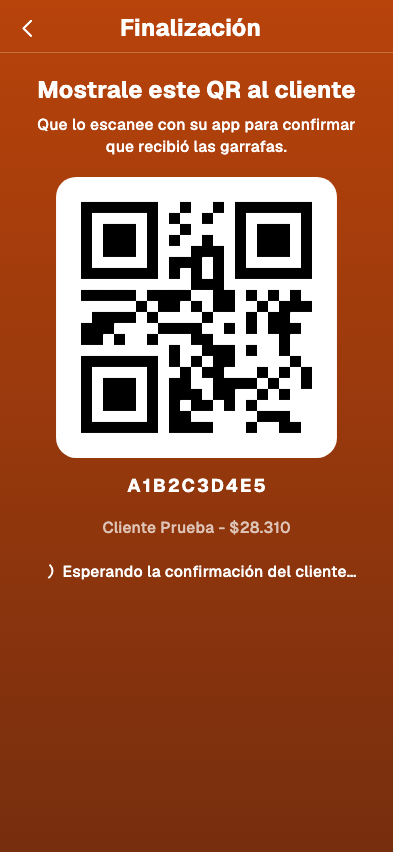 Finalización
Mostrale este QR al cliente
Que lo escanee con su app para confirmar
que recibió las garrafas.
A1B2C3D4E5
Cliente Prueba - $28.310
Esperando la confirmación del cliente...